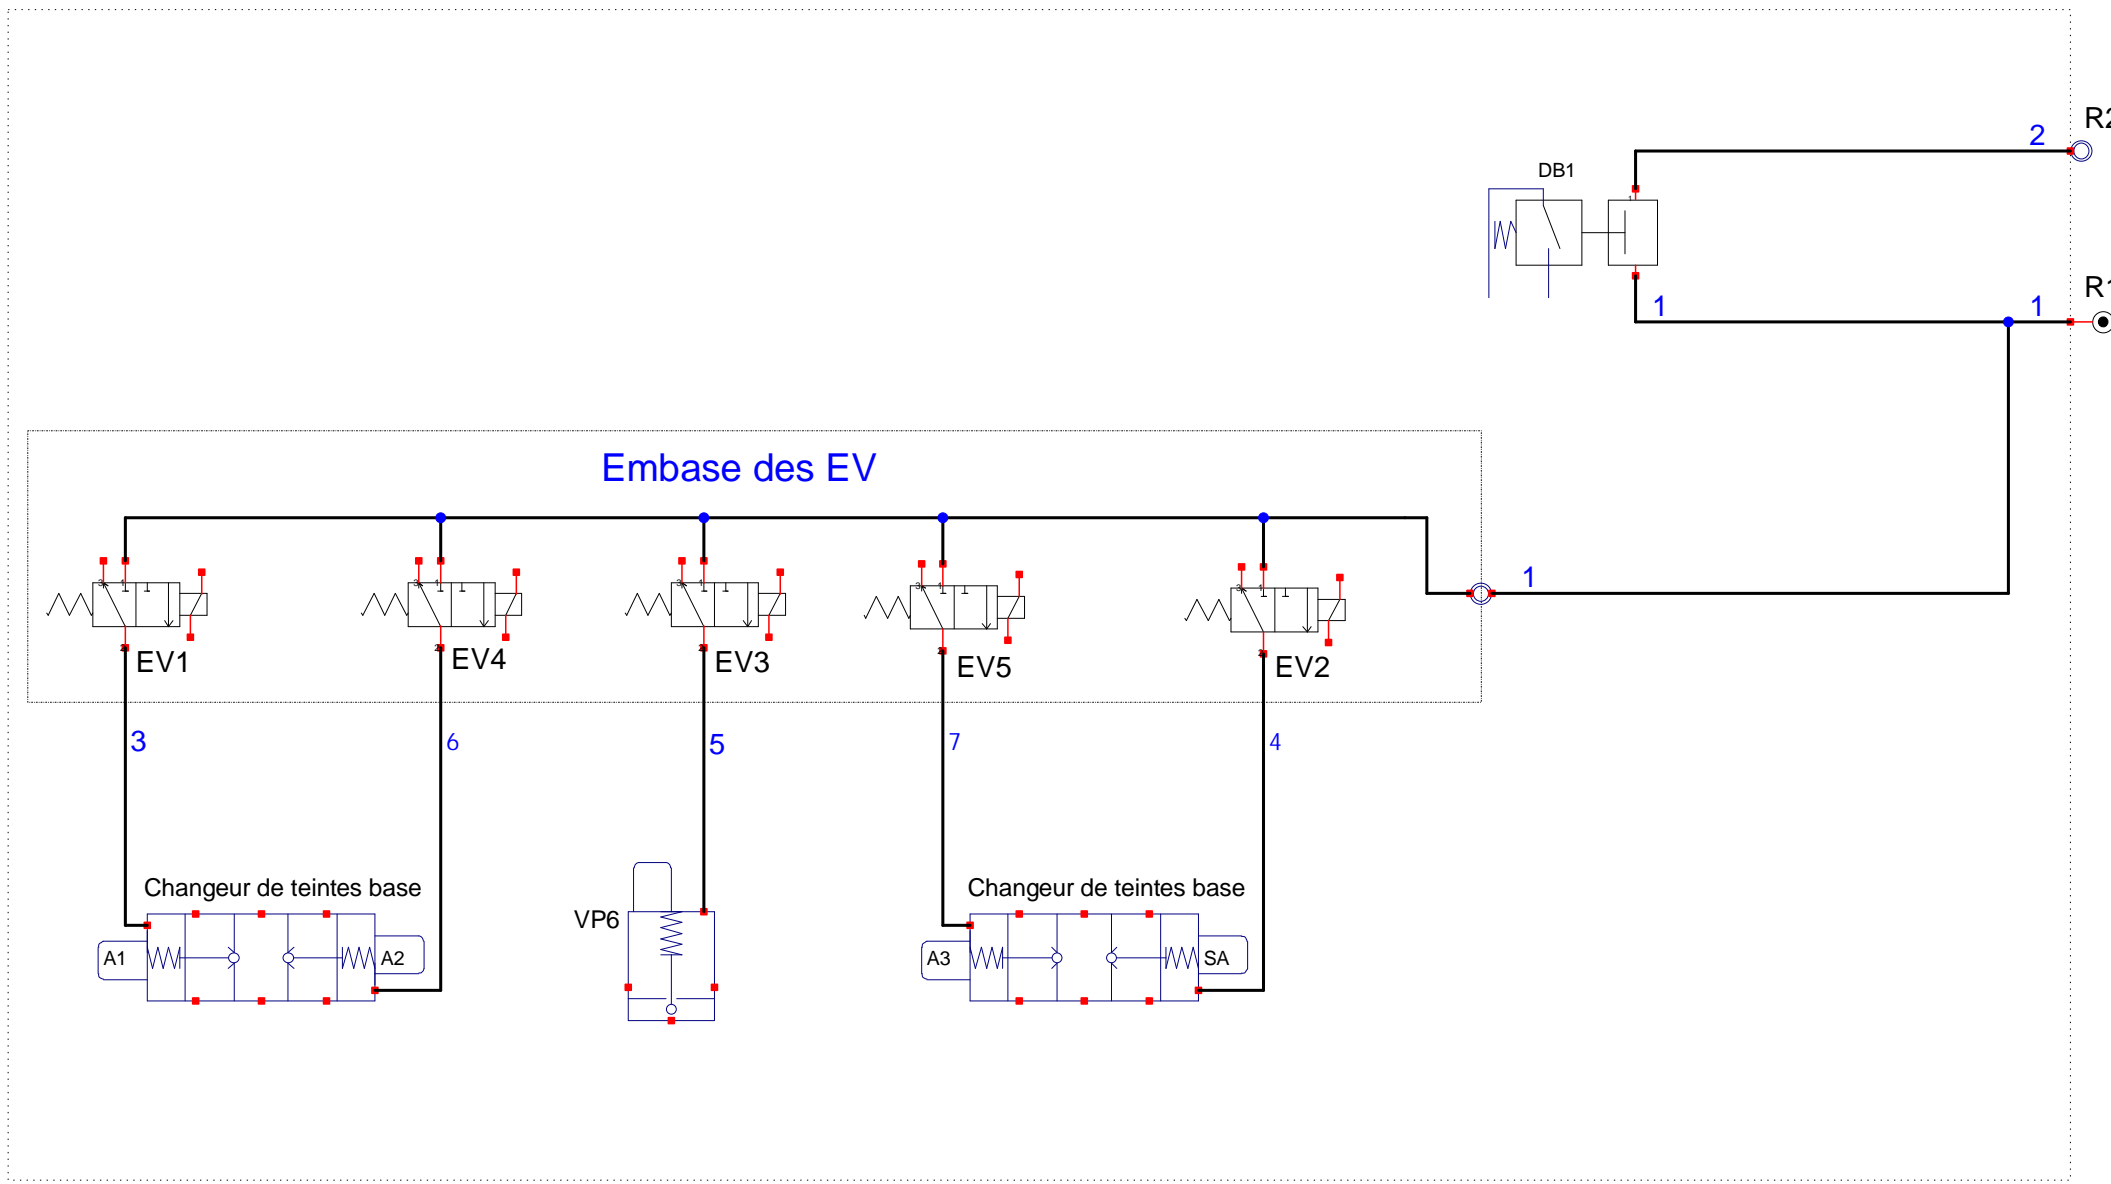 R2
2
DB1
R1
1
1
Embase des EV
1
EV1
EV4
EV3
EV5
EV2
3
6
5
7
4
Changeur de teintes base
Changeur de teintes base
VP6
A1
A2
A3
SA